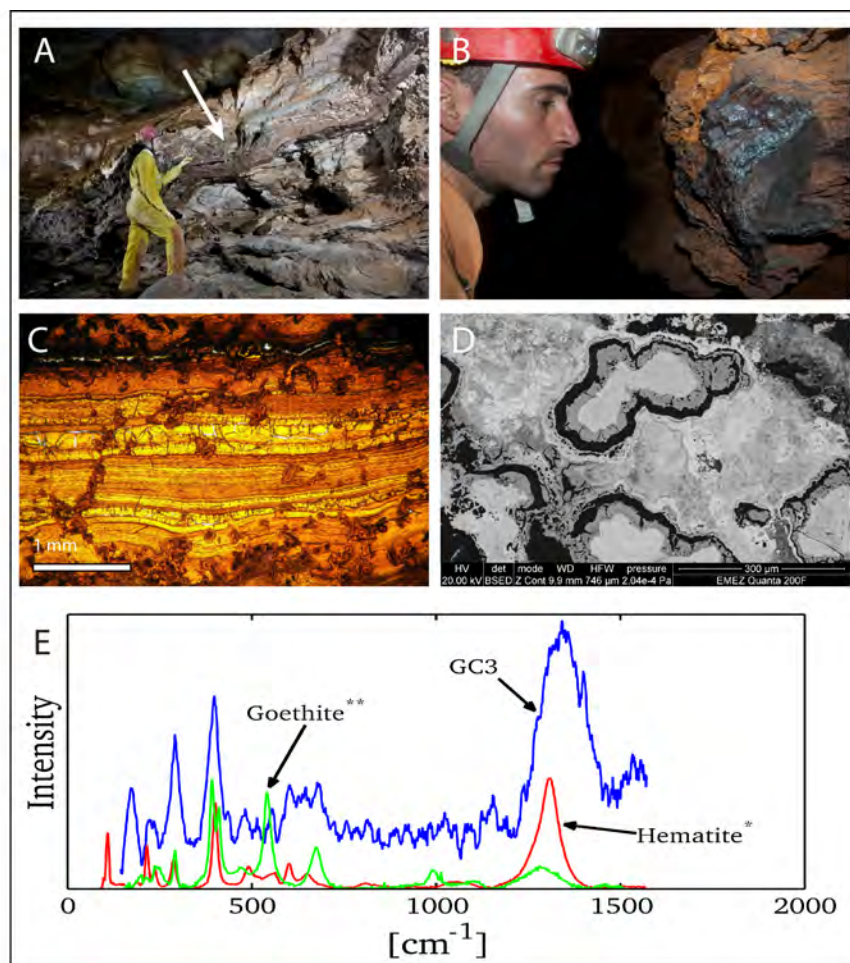 A
B
C
1 mm
D
HV det mode WD HFW pressure 300 µm
20.00 kV BSED Z Cont 9.9 mm 746 µm 2.04e-4 Pa EMEZ Quanta 200F
E
GC3
Goethite**
Hematite*
Intensity
0 500 1000 1500 2000
[cm-1]